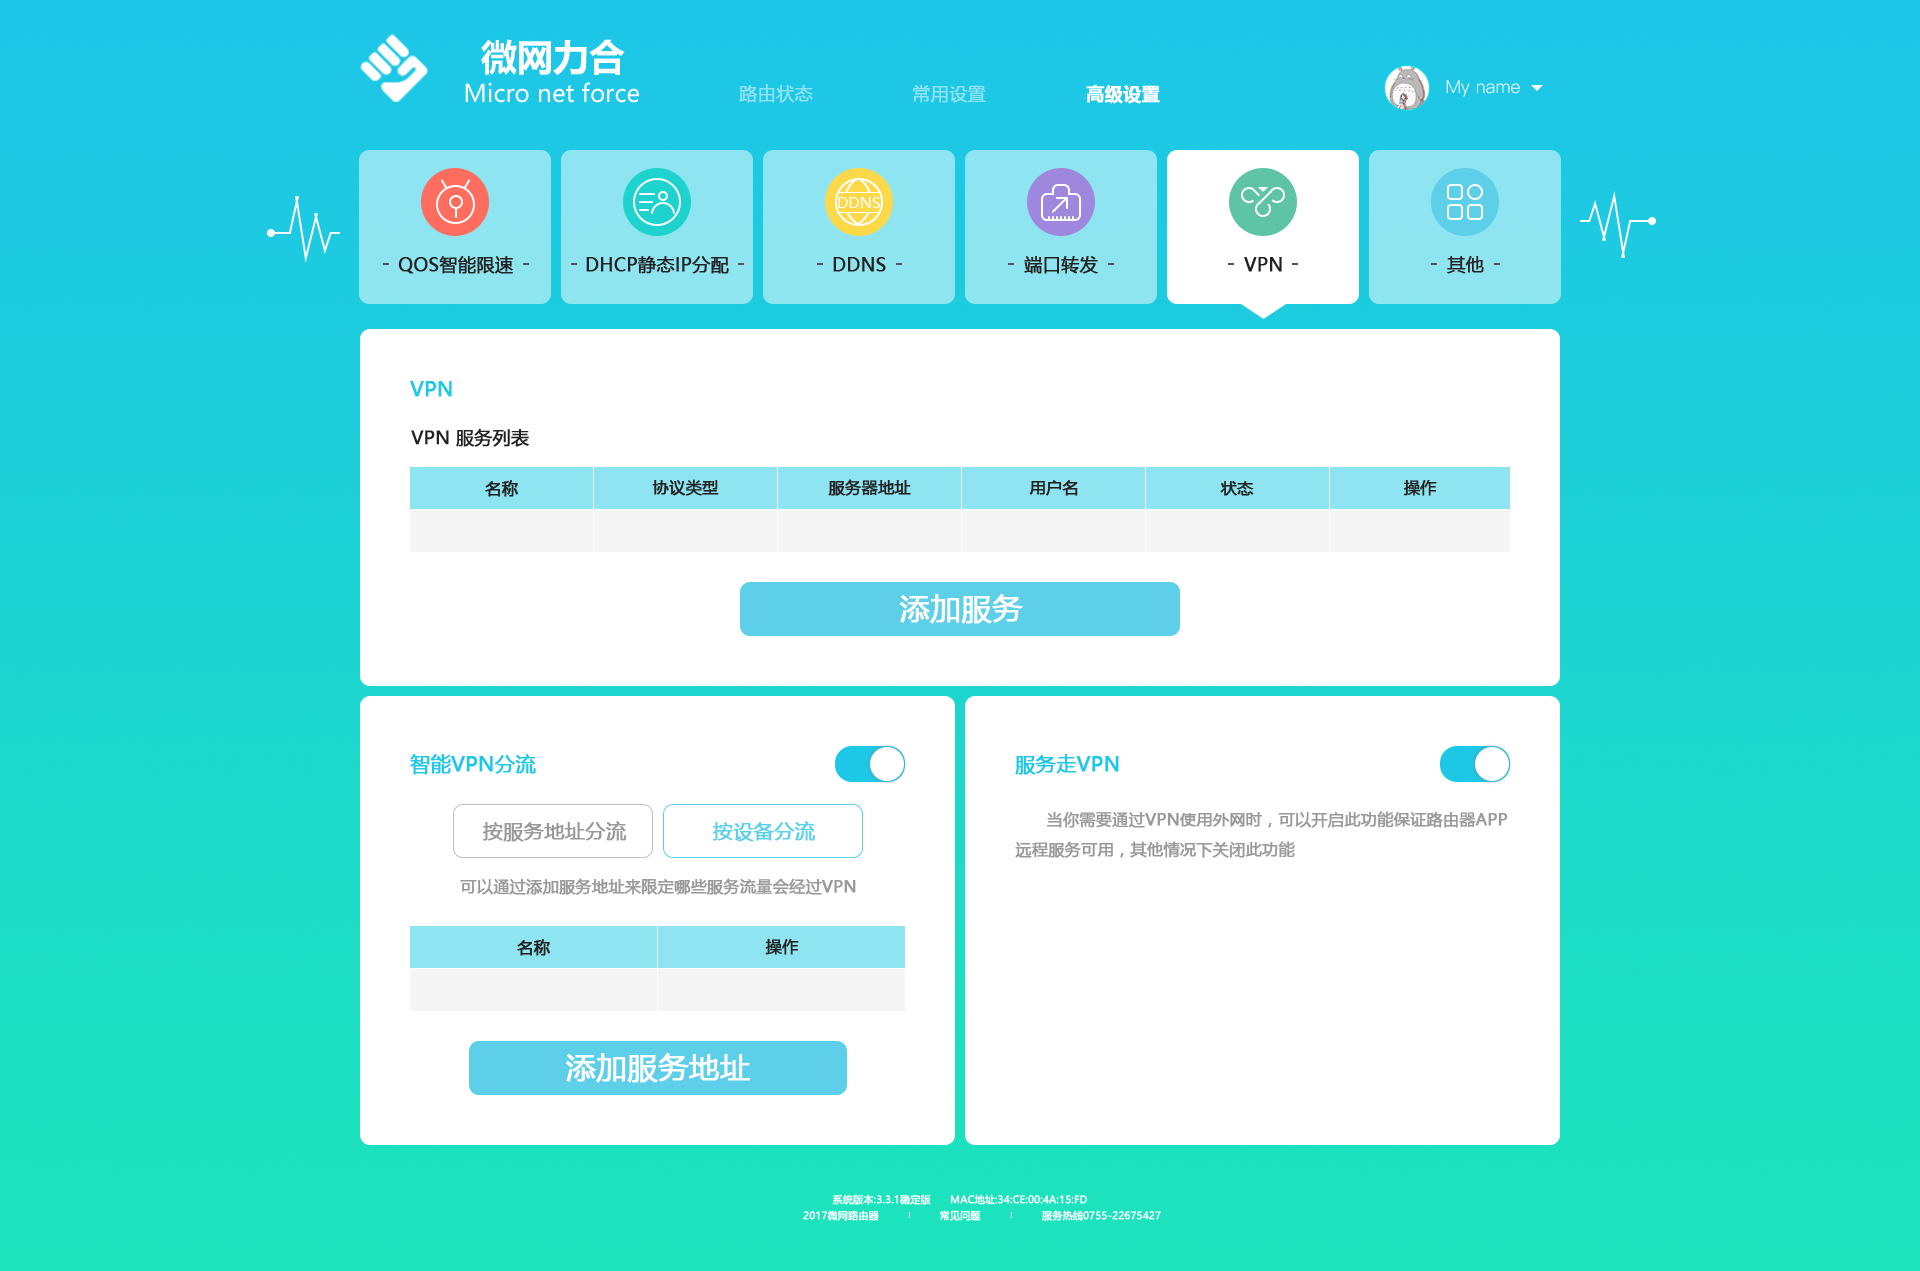 微网力合
Micro net force
路由状态
常用设置
高级设置
My name
- QOS智能限速 -
- DHCP静态IP分配 -
DDNS
- DDNS -
- 端口转发 -
- VPN -
- 其他 -
VPN
VPN 服务列表
名称
协议类型
服务器地址
用户名
状态
操作
添加服务
智能VPN分流
按服务地址分流
按设备分流
可以通过添加服务地址来限定哪些服务流量会经过VPN
名称
操作
添加服务地址
服务走VPN
当你需要通过VPN使用外网时，可以开启此功能保证路由器APP
远程服务可用，其他情况下关闭此功能
系统版本:3.3.1稳定版 MAC地址:34:CE:00:4A:15:FD
2017微网路由器 | 常见问题 | 服务热线0755-22675427